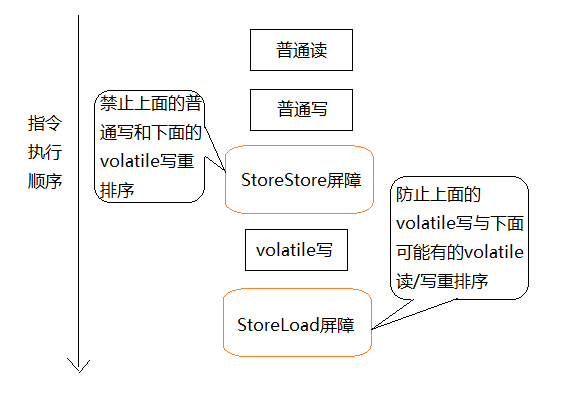 普通读
普通写
指令
执行
顺序
禁止上面的普
通写和下面的
volatile写重
排序
StoreStore屏障
防止上面的
volatile写与下面
可能有的volatile
读/写重排序
volatile写
StoreLoad屏障